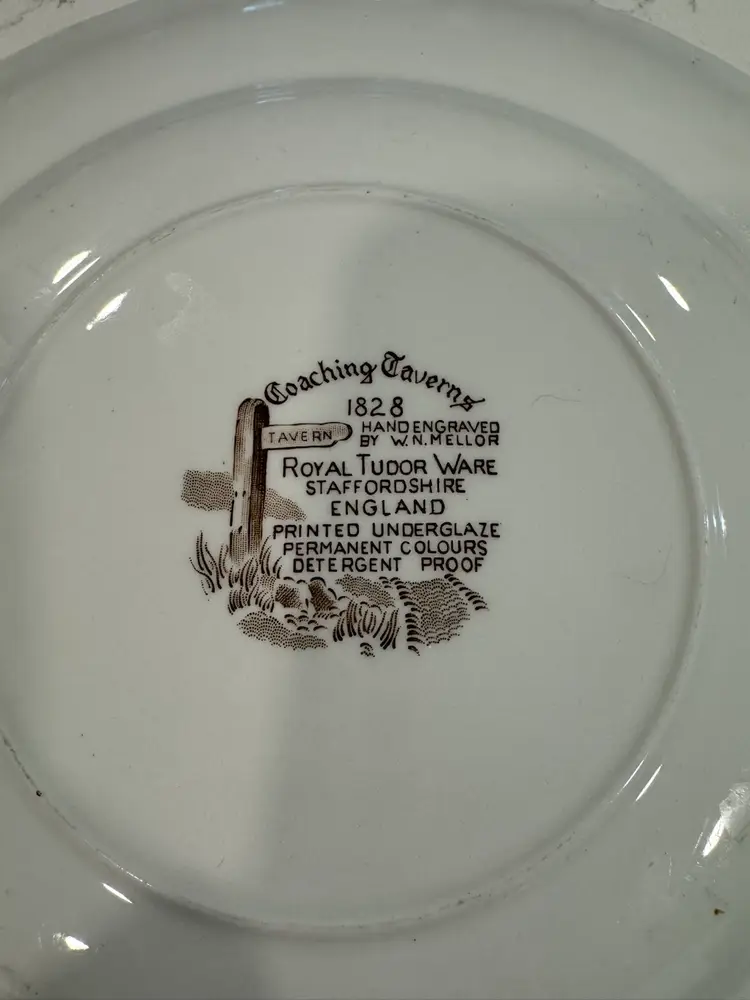 Coaching Taverns
1828
TAVERN
HAND ENGRAVED
BY W.N.MELLOR
ROYAL TUDOR WARE
STAFFORDSHIRE
ENGLAND
PRINTED UNDERGLAZE
PERMANENT COLOURS
DETERGENT PROOF